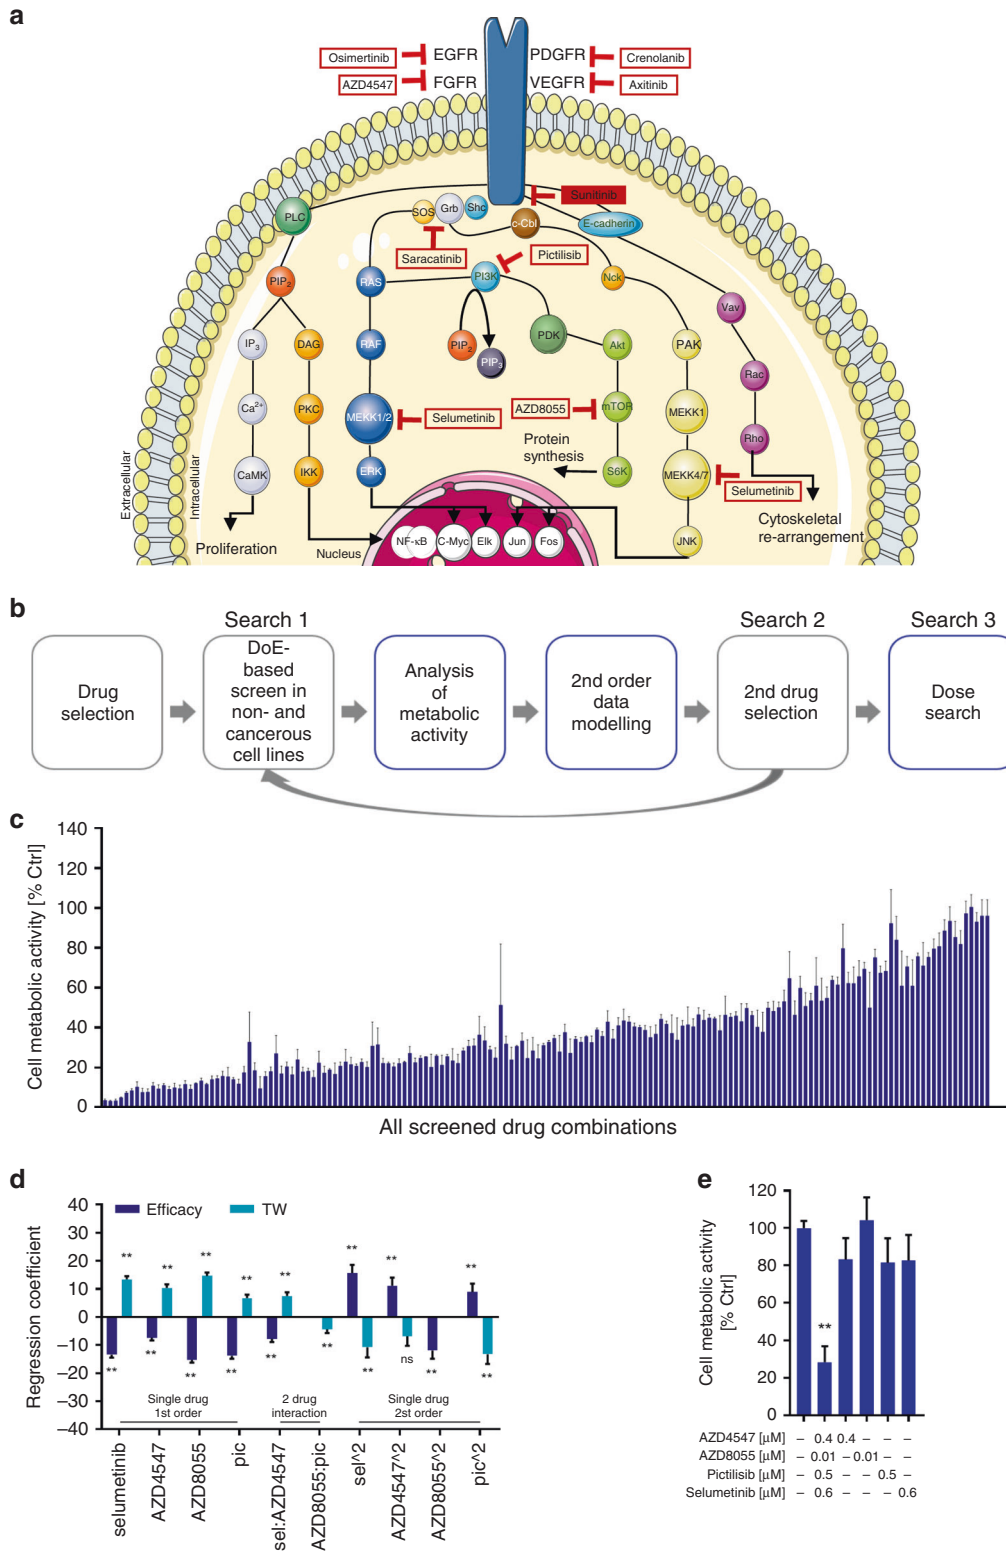 a
Osimertinib
EGFR
PDGFR
Crenolanib
AZD4547
FGFR
VEGFR
Axitinib
Sunitinib
PLC
SOS
Grb
Shc
c-Cbl
E-cadherin
Saracatinib
Pictilisib
PIP2
RAS
PI3K
Nck
Vav
IP3
DAG
RAF
PIP2
PIP3
PDK
Akt
PAK
Rac
Ca2+
PKC
MEKK1/2
Selumetinib
AZD8055
mTOR
MEKK1
Rho
Protein
synthesis
CaMK
IKK
ERK
S6K
MEKK4/7
Selumetinib
Extracellular
Intracellular
Proliferation
Nucleus
NF-κB
C-Myc
Elk
Jun
Fos
JNK
Cytoskeletal
re-arrangement
b
Search 1
Search 2
Search 3
Drug
selection
DoE-
based
screen in
non- and
cancerous
cell lines
Analysis
of
metabolic
activity
2nd order
data
modelling
2nd drug
selection
Dose
search
c
Cell metabolic activity [% Ctrl]
140
120
100
80
60
40
20
0
All screened drug combinations
d
Regression coefficient
40
30
20
10
0
−10
−20
−30
−40
Efficacy
TW
** ** ** ** ** ** ** **
** ** ** ** ** ** ** ns ** **
Single drug
1st order
2 drug
interaction
Single drug
2st order
selumetinib
AZD4547
AZD8055
pic
sel:AZD4547
AZD8055:pic
sel^2
AZD4547^2
AZD8055^2
pic^2
e
Cell metabolic activity
[% Ctrl]
120
100
80
60
40
20
0
**
AZD4547 [µM] – 0.4 0.4 – – –
AZD8055 [µM] – 0.01 – 0.01 – –
Pictilisib [µM] – 0.5 – – 0.5 –
Selumetinib [µM] – 0.6 – – – 0.6